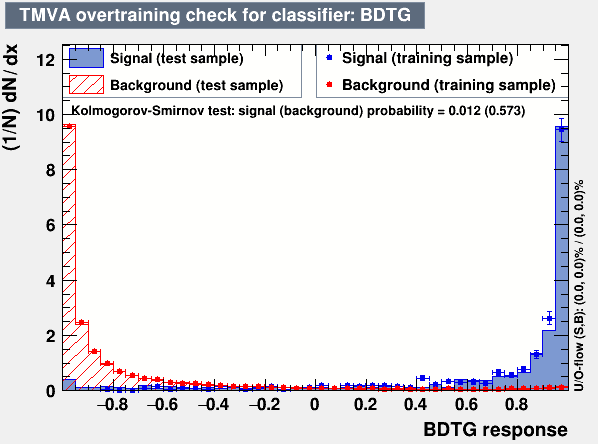 TMVA overtraining check for classifier: BDTG
Signal (test sample)
Background (test sample)
Signal (training sample)
Background (training sample)
Kolmogorov-Smirnov test: signal (background) probability = 0.012 (0.573)
(1/N) dN / dx
12
10
8
6
4
2
0
−0.8 −0.6 −0.4 −0.2 0 0.2 0.4 0.6 0.8
BDTG response
U/O-flow (S,B): (0.0, 0.0)% / (0.0, 0.0)%